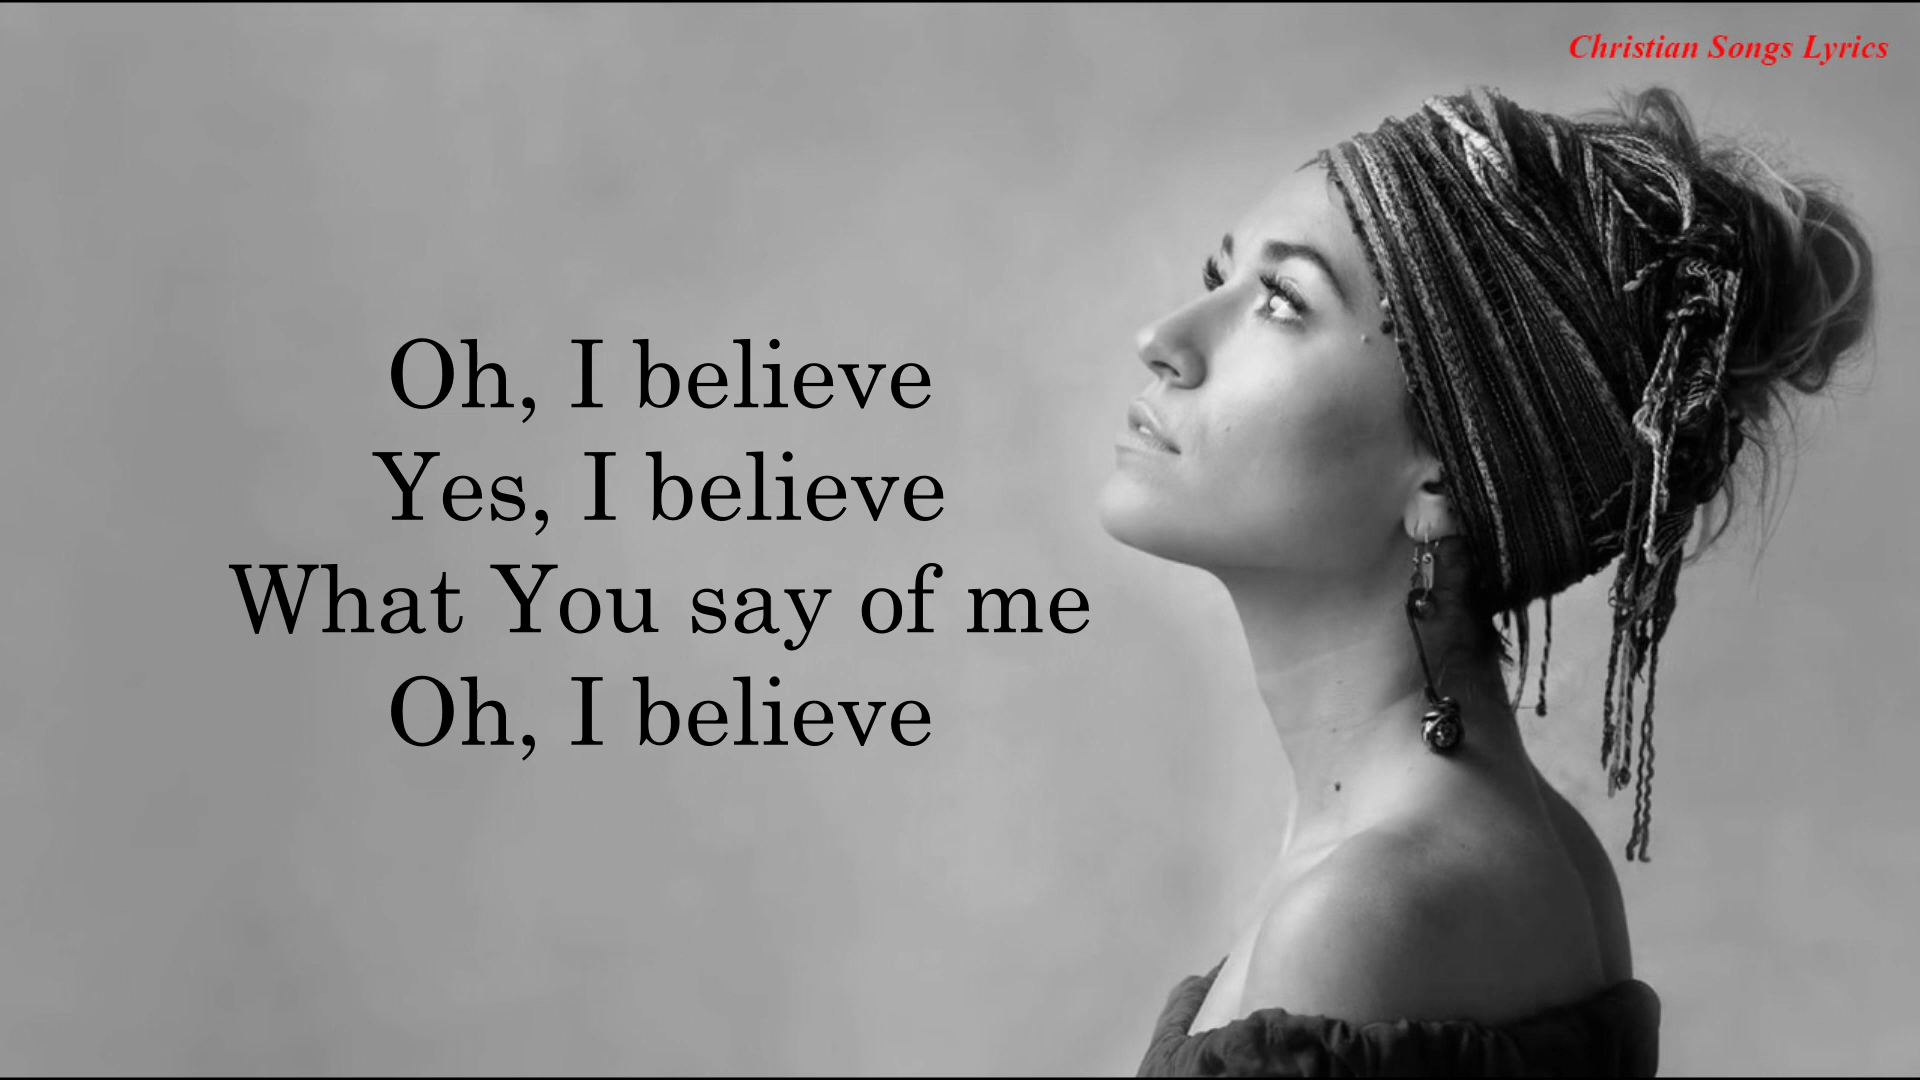 Christian Songs Lyrics
Oh, I believe
Yes, I believe
What You say of me
Oh, I believe